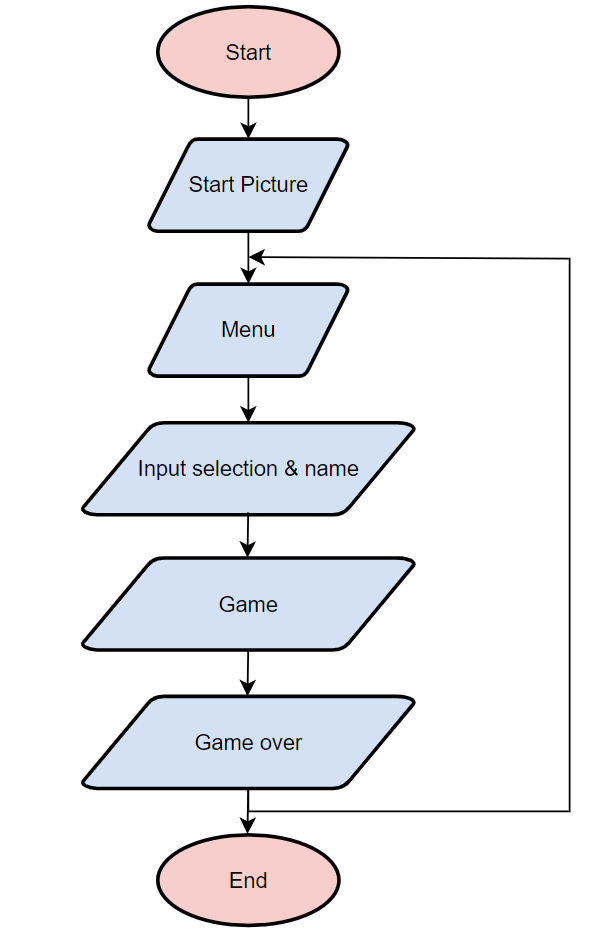 Start
Start Picture
Menu
Input selection & name
Game
Game over
End